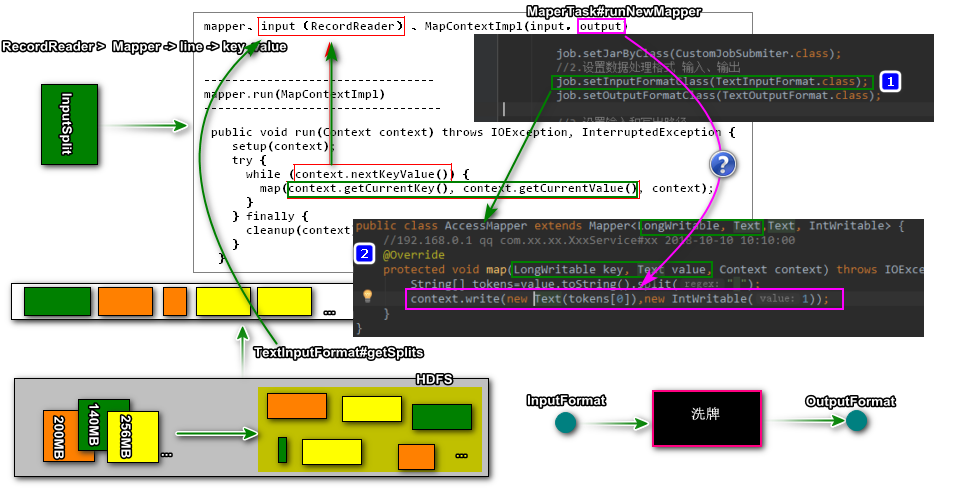 MaperTask#runNewMapper
mapper、input（RecordReader）、MapContextImpl(input, output)
RecordReader > Mapper -> line -> key value
--------------------------------
mapper.run(MapContextImpl)
--------------------------------
public void run(Context context) throws IOException, InterruptedException {
setup(context);
try {
while (context.nextKeyValue()) {
map(context.getCurrentKey(), context.getCurrentValue(), context);
}
} finally {
cleanup(context
}
}
InputSplit
job.setJarByClass(CustomJobSubmiter.class);
//2.设置数据处理格式 输入、输出
job.setInputFormatClass(TextInputFormat.class);
1
job.setOutputFormatClass(TextOutputFormat.class);
?
public class AccessMapper extends Mapper<LongWritable, Text,Text, IntWritable> {
//192.168.0.1 qq com.xx.xx.XxxService#xx 2018-10-10 10:10:00
2
@Override
protected void map(LongWritable key, Text value, Context context) throws IOExce
String[] tokens=value.toString().split( regex: " ");
context.write(new Text(tokens[0]),new IntWritable( value: 1));
}
}
...
TextInputFormat#getSplits
HDFS
200MB
140MB
256MB
...
...
InputFormat
洗牌
OutputFormat